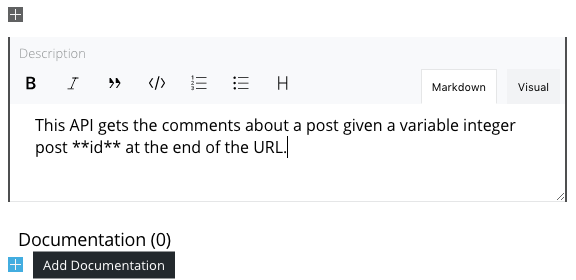 Description
B I " </> H Markdown Visual
This API gets the comments about a post given a variable integer
post **id** at the end of the URL.
Documentation (0)
Add Documentation